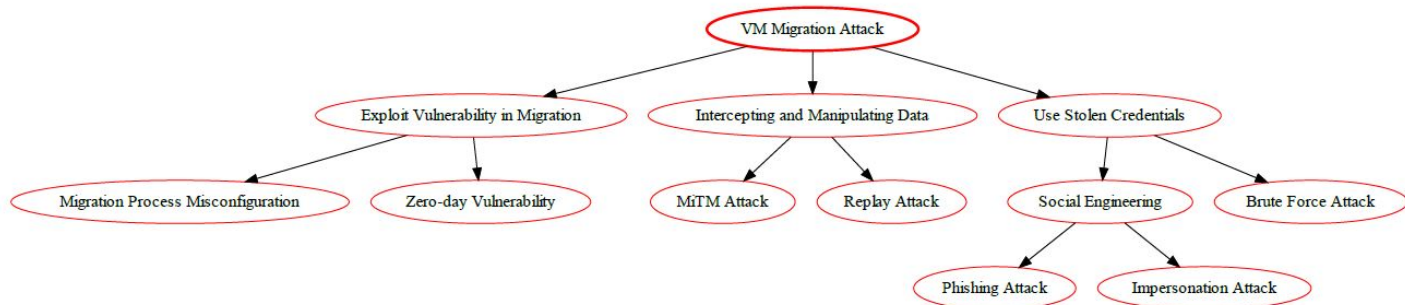 VM Migration Attack
Exploit Vulnerability in Migration
Intercepting and Manipulating Data
Use Stolen Credentials
Migration Process Misconfiguration
Zero-day Vulnerability
MiTM Attack
Replay Attack
Social Engineering
Brute Force Attack
Phishing Attack
Impersonation Attack